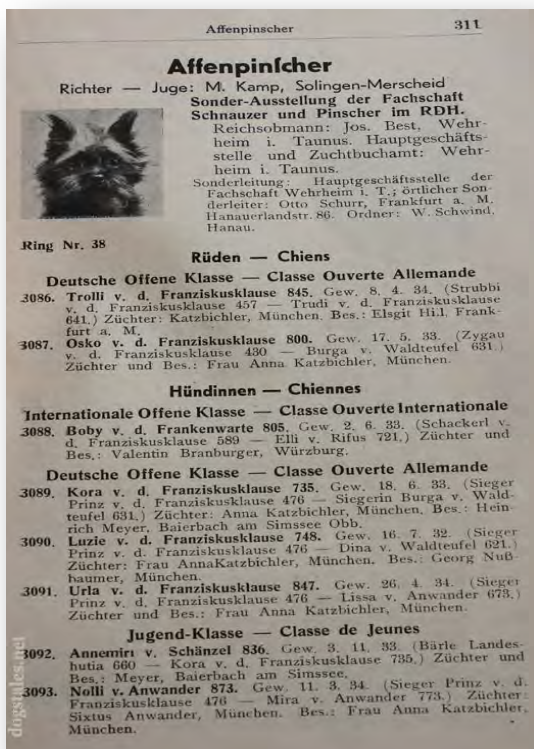 Affenpinscher 311
Affenpinſcher
Richter — Juge: M. Kamp, Solingen-Merscheid
Sonder-Ausstellung der Fachschaft
Schnauzer und Pinscher im RDH.
Reichsobmann: Jos. Best, Wehr-
heim i. Taunus. Hauptgeschäfts-
stelle und Zuchtbuchamt: Wehr-
heim i. Taunus.
Sonderleitung: Hauptgeschäftsstelle der
Fachschaft Wehrheim i. T.; örtlicher Son-
derleiter: Otto Schurr, Frankfurt a. M.
Hanauerlandstr. 86. Ordner: W. Schwind,
Hanau.
Ring Nr. 38
Rüden — Chiens
Deutsche Offene Klasse — Classe Ouverte Allemande
3086. Trolli v. d. Franziskusklause 845. Gew. 8. 4. 34. (Strubbi
v. d. Franziskusklause 457 — Trudi v. d. Franziskusklause
641.) Züchter: Katzbichler, München. Bes.: Elsgit Hill, Frank-
furt a. M.
3087. Osko v. d. Franziskusklause 800. Gew. 17. 5. 33. (Zygau
v. d. Franziskusklause 430 — Burga v. Waldteufel 631.)
Züchter und Bes.: Frau Anna Katzbichler, München.
Hündinnen — Chiennes
Internationale Offene Klasse — Classe Ouverte Internationale
3088. Boby v. d. Frankenwarte 805. Gew. 2. 6. 33. (Schackerl v.
d. Franziskusklause 589 — Elli v. Rifus 721.) Züchter und
Bes.: Valentin Branburger, Würzburg.
Deutsche Offene Klasse — Classe Ouverte Allemande
3089. Kora v. d. Franziskusklause 735. Gew. 18. 6. 33. (Sieger
Prinz v. d. Franziskusklause 476 — Siegerin Burga v. Wald-
teufel 631.) Züchter: Anna Katzbichler, München. Bes.: Hein-
rich Meyer, Baierbach am Simssee Obb.
3090. Luzie v. d. Franziskusklause 748. Gew. 16. 7. 32. (Sieger
Prinz v. d. Franziskusklause 476 — Dina v. Waldteufel 621.)
Züchter: Frau AnnaKatzbichler, München. Bes.: Georg Nuß-
haumer, München.
3091. Urla v. d. Franziskusklause 847. Gew. 26. 4. 34. (Sieger
Prinz v. d. Franziskusklause 476 — Lissa v. Anwander 673.)
Züchter und Bes.: Frau Anna Katzbichler, München.
Jugend-Klasse — Classe de Jeunes
3092. Annemirl v. Schänzel 836. Gew. 3. 11. 33. (Bärle Landes-
hutia 660 — Kora v. d. Franziskusklause 735.) Züchter und
Bes.: Meyer, Baierbach am Simssee.
3093. Nolli v. Anwander 873. Gew. 11. 3. 34. (Sieger Prinz v. d.
Franziskusklause 476 — Mira v. Anwander 773.) Züchter:
Sixtus Anwander, München. Bes.: Frau Anna Katzbichler,
München.
dogstales.net